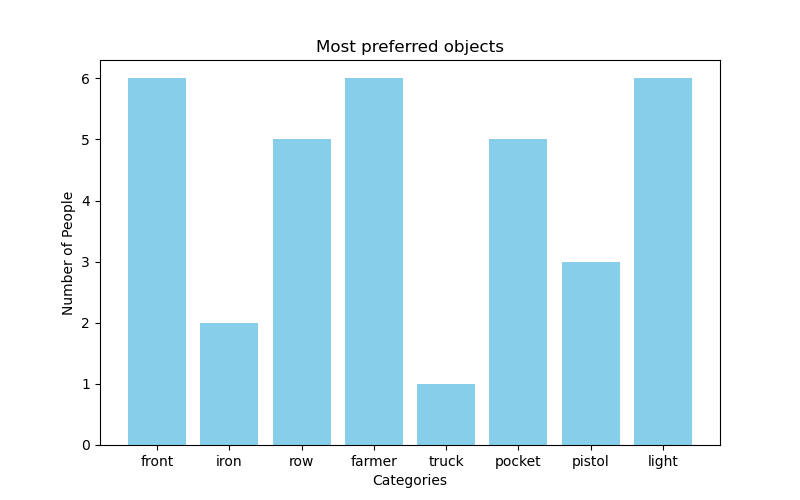 Most preferred objects
Number of People
6
5
4
3
2
1
0
front iron row farmer truck pocket pistol light
Categories